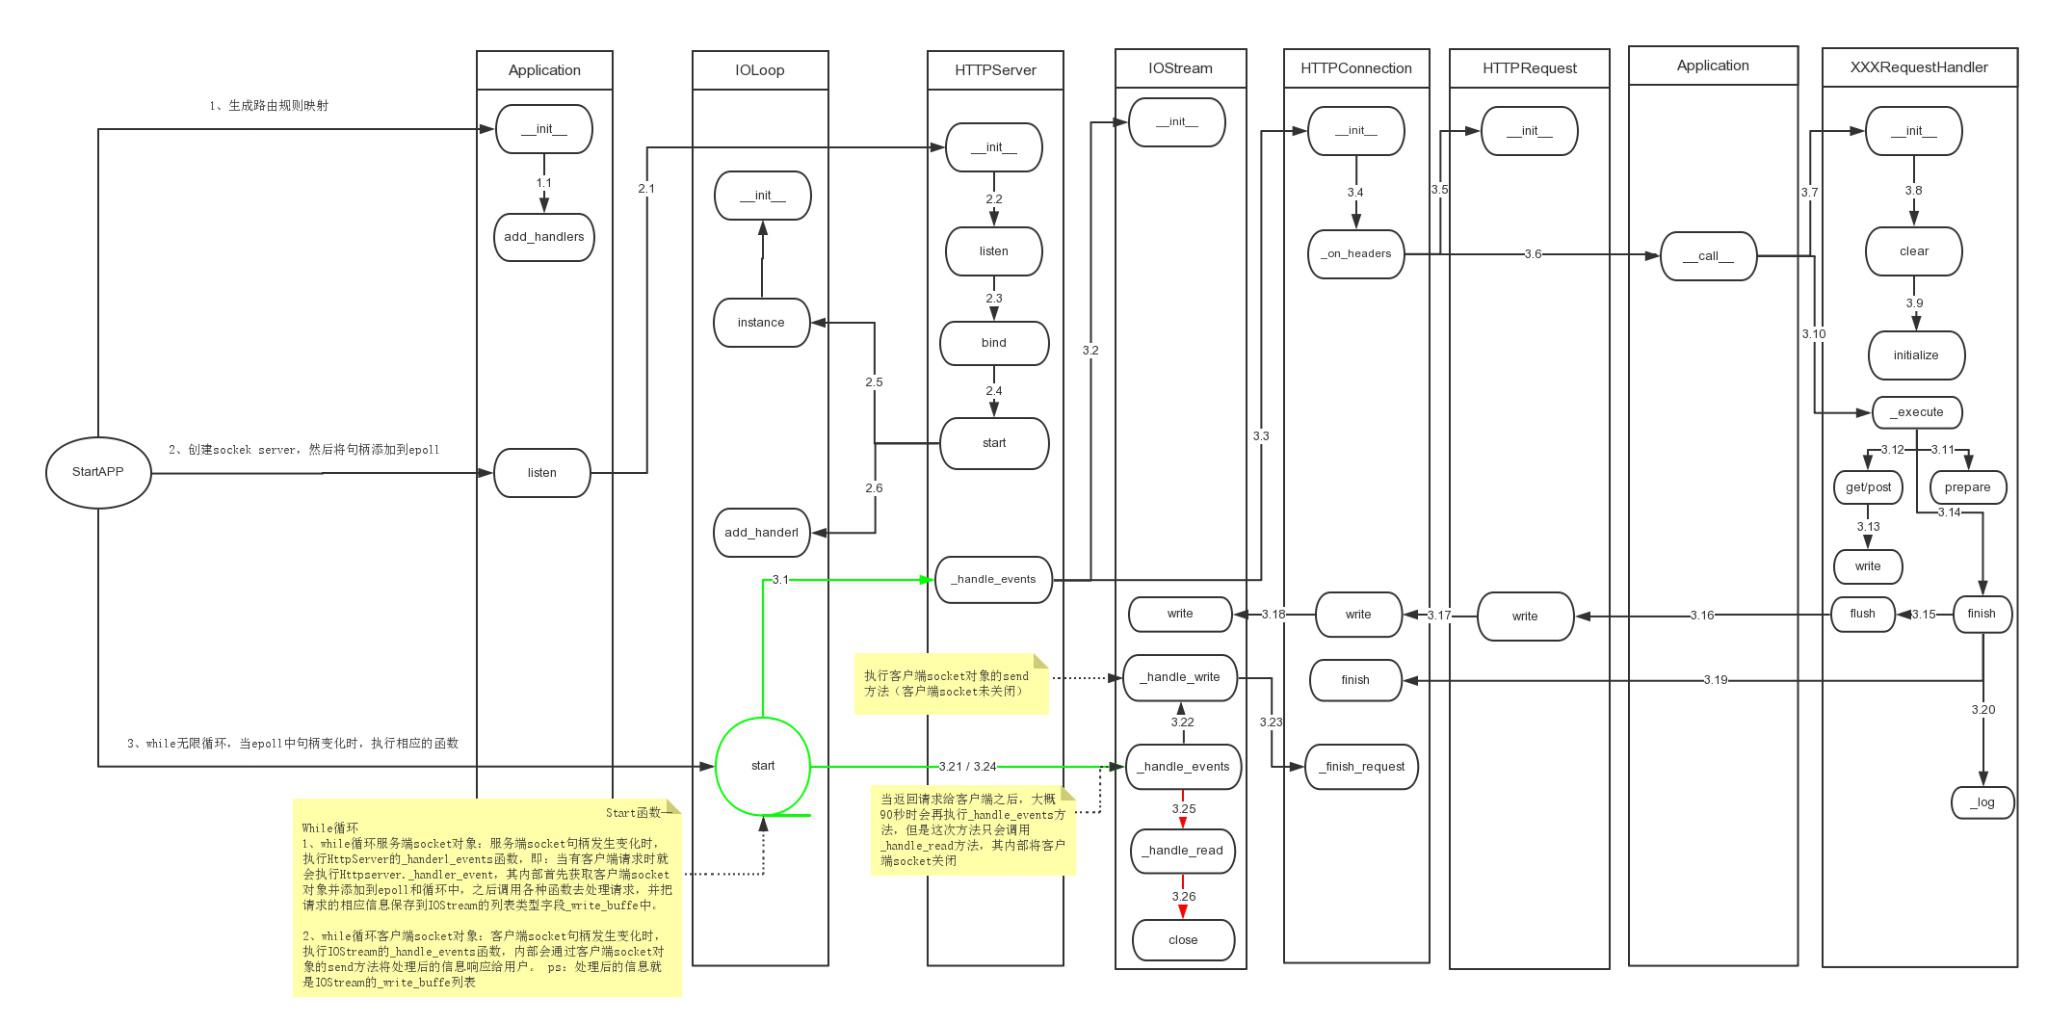 Application
IOLoop
HTTPServer
IOStream
HTTPConnection
HTTPRequest
Application
XXXRequestHandler
1、生成路由规则映射
__init__
1.1
add_handlers
2.1
__init__
instance
__init__
2.2
listen
2.3
bind
2.4
start
2.5
2.6
add_handerl
__init__
3.2
3.3
__init__
3.4
_on_headers
3.5
__init__
3.6
__call__
3.7
3.10
__init__
3.8
clear
3.9
initialize
_execute
3.12
3.11
get/post
prepare
3.13
3.14
write
StartAPP
2、创建sockek server，然后将句柄添加到epoll
listen
3.1
_handle_events
write
3.18
write
3.17
write
3.16
flush
3.15
finish
执行客户端socket对象的send
方法（客户端socket未关闭）
_handle_write
3.22
3.23
finish
3.19
3.20
3、while无限循环，当epoll中句柄变化时，执行相应的函数
start
3.21 / 3.24
_handle_events
_finish_request
_log
当返回请求给客户端之后，大概
90秒时会再执行_handle_events方
法，但是这次方法只会调用
_handle_read方法，其内部将客户
端socket关闭
3.25
_handle_read
3.26
close
Start函数
While循环
1、while循环服务端socket对象：服务端socket句柄发生变化时，
执行HttpServer的_handerl_events函数，即：当有客户端请求时就
会执行Httpserver._handler_event，其内部首先获取客户端socket
对象并添加到epoll和循环中，之后调用各种函数去处理请求，并把
请求的相应信息保存到IOStream的列表类型字段_write_buffe中。
2、while循环客户端socket对象：客户端socket句柄发生变化时，
执行IOStream的_handle_events函数，内部会通过客户端socket对
象的send方法将处理后的信息响应给用户。 ps：处理后的信息就
是IOStream的_write_buffe列表